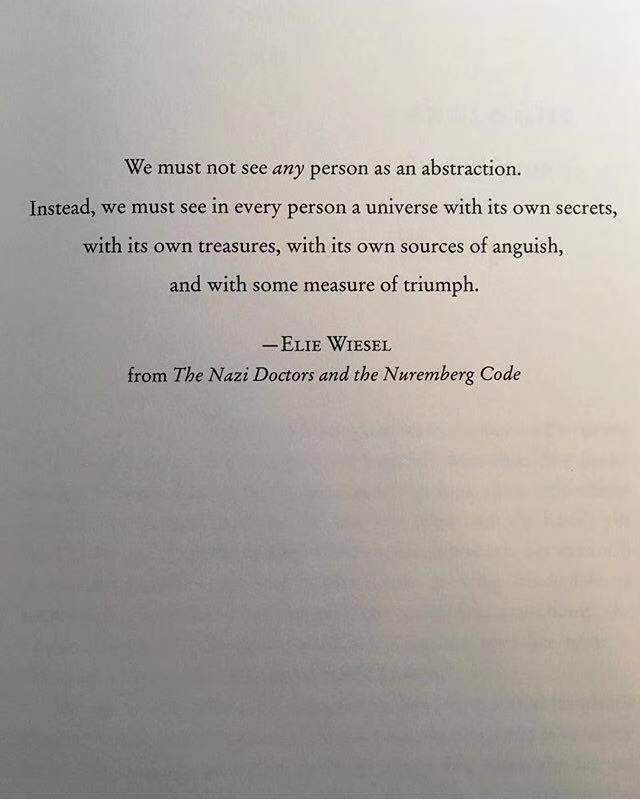 We must not see any person as an abstraction.
Instead, we must see in every person a universe with its own secrets,
with its own treasures, with its own sources of anguish,
and with some measure of triumph.
—Elie Wiesel
from The Nazi Doctors and the Nuremberg Code